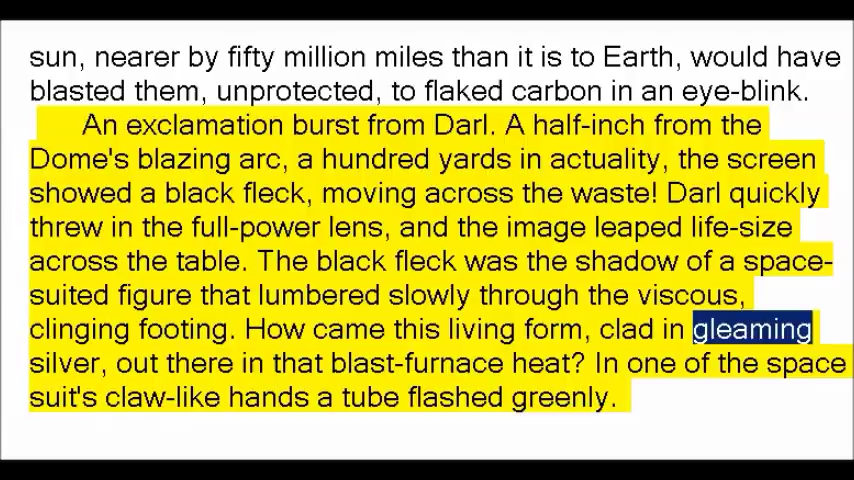 sun, nearer by fifty million miles than it is to Earth, would have
blasted them, unprotected, to flaked carbon in an eye-blink.
An exclamation burst from Darl. A half-inch from the
Dome's blazing arc, a hundred yards in actuality, the screen
showed a black fleck, moving across the waste! Darl quickly
threw in the full-power lens, and the image leaped life-size
across the table. The black fleck was the shadow of a space-
suited figure that lumbered slowly through the viscous,
clinging footing. How came this living form, clad in gleaming
silver, out there in that blast-furnace heat? In one of the space
suit's claw-like hands a tube flashed greenly.